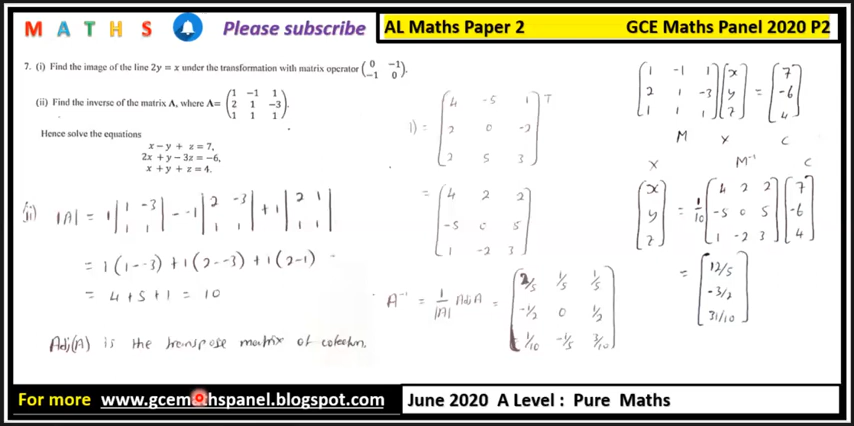 MATHS Please subscribe AL Maths Paper 2 GCE Maths Panel 2020 P2
7. (i) Find the image of the line 2y = x under the transformation with matrix operator (0 −1
−1 0).
(ii) Find the inverse of the matrix A, where A= (1 −1 1
2 1 −3
1 1 1).
Hence solve the equations
x − y + z = 7,
2x + y − 3z = −6,
x + y + z = 4.
ii) |A| = 1 |1 -3| - -1 |2 -3| + 1 |2 1|
|1 1| |1 1| |1 1|
= 1(1--3) + 1(2--3) + 1(2-1)
= 4 + 5 + 1 = 10
Adj(A) is the transpose matrix of cofactors.
1) = (4 -5 1
2 0 -2
2 5 3) T
= (4 2 2
-5 0 5
1 -2 3)
A⁻¹ = 1/|A| Adj A = (2/5 1/5 1/5
-1/2 0 1/2
1/10 -1/5 3/10)
(1 -1 1
2 1 -3
1 1 1) (x
y
z) = (7
-6
4)
M X C
X M⁻¹ C
(x
y
z) = 1/10 (4 2 2
-5 0 5
1 -2 3) (7
-6
4)
= [12/5
-3/2
31/10]
For more www.gcemathspanel.blogspot.com June 2020 A Level : Pure Maths